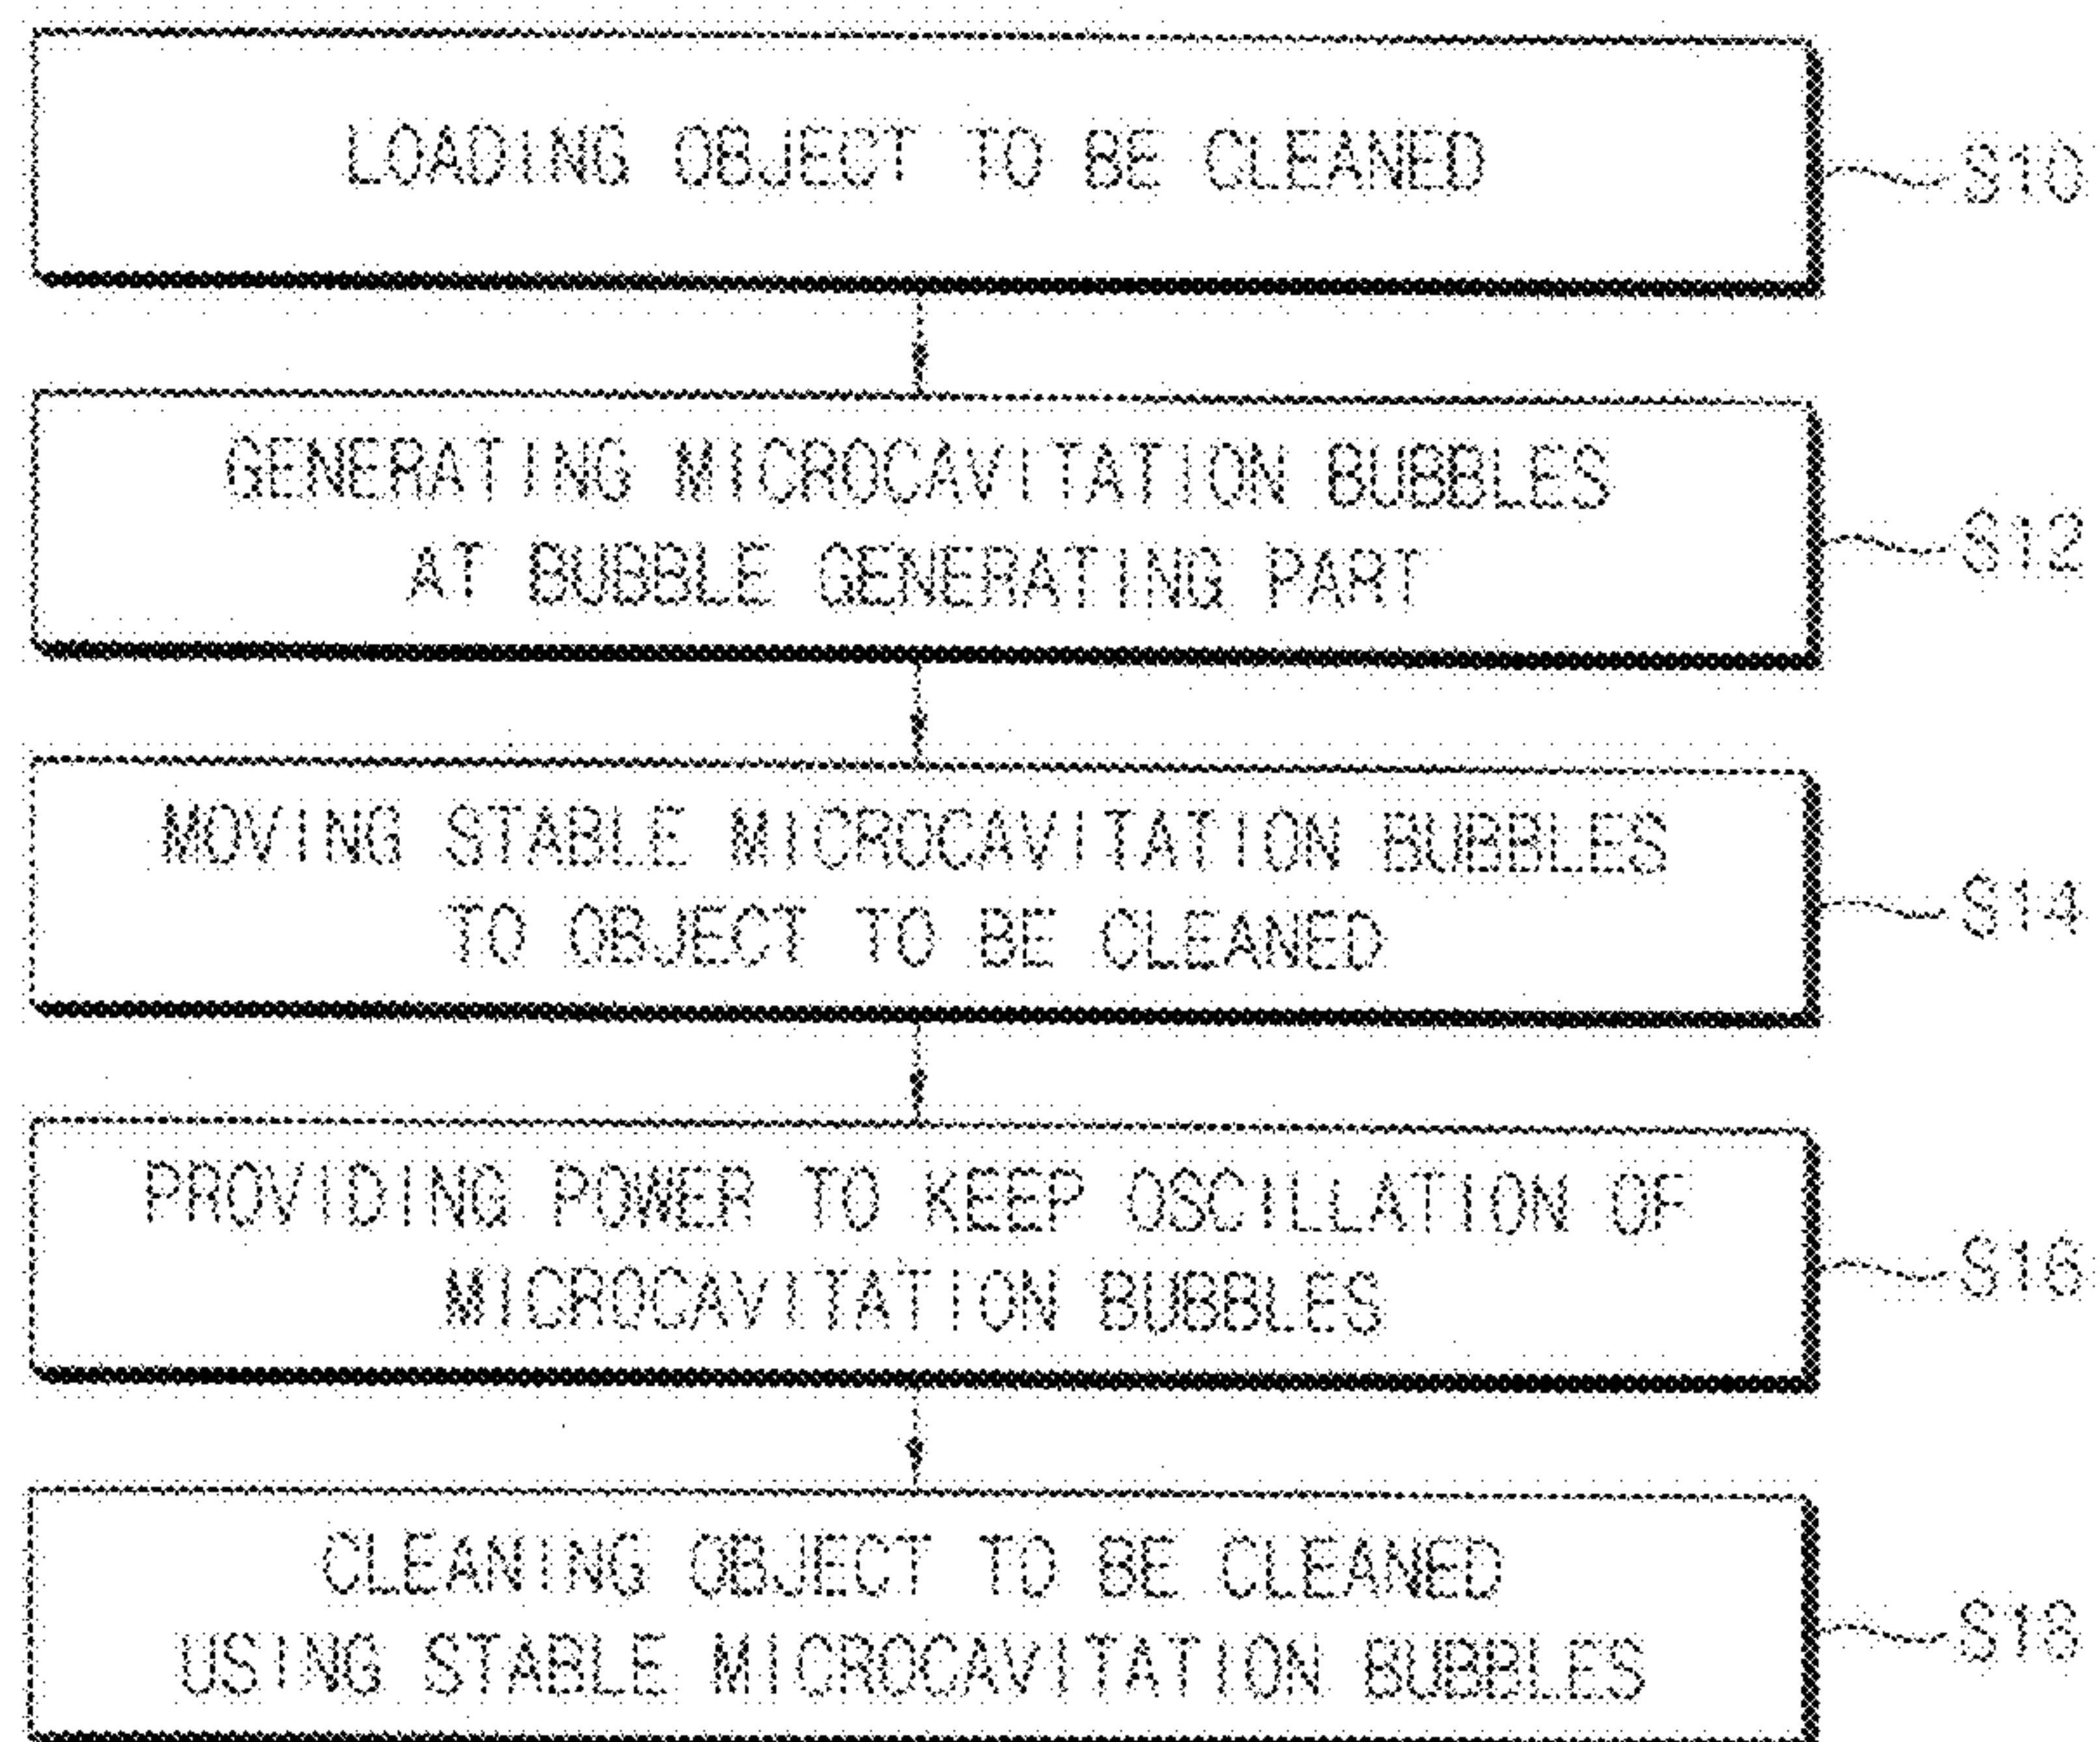 LOADING OBJECT TO BE CLEANED
S10
GENERATING MICROCAVITATION BUBBLES
AT BUBBLE GENERATING PART
S12
MOVING STABLE MICROCAVITATION BUBBLES
TO OBJECT TO BE CLEANED
S14
PROVIDING POWER TO KEEP OSCILLATION OF
MICROCAVITATION BUBBLES
S16
CLEANING OBJECT TO BE CLEANED
USING STABLE MICROCAVITATION BUBBLES
S18